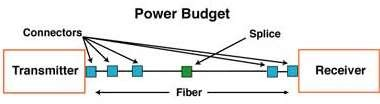 Power Budget
Connectors
Splice
Transmitter
Receiver
Fiber